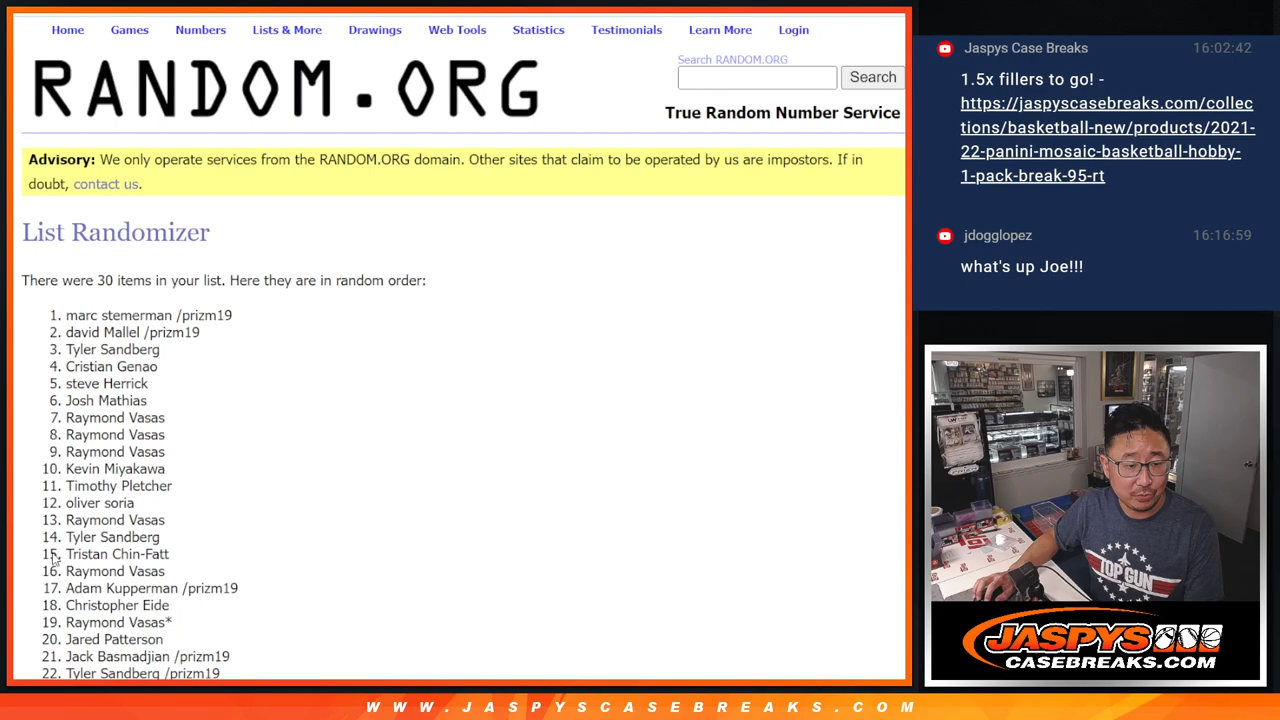 Home Games Numbers Lists & More Drawings Web Tools Statistics Testimonials Learn More Login
RANDOM.ORG
Search RANDOM.ORG
Search
True Random Number Service
Advisory: We only operate services from the RANDOM.ORG domain. Other sites that claim to be operated by us are impostors. If in
doubt, contact us.
List Randomizer
There were 30 items in your list. Here they are in random order:
1. marc stemerman /prizm19
2. david Mallel /prizm19
3. Tyler Sandberg
4. Cristian Genao
5. steve Herrick
6. Josh Mathias
7. Raymond Vasas
8. Raymond Vasas
9. Raymond Vasas
10. Kevin Miyakawa
11. Timothy Pletcher
12. oliver soria
13. Raymond Vasas
14. Tyler Sandberg
15. Tristan Chin-Fatt
16. Raymond Vasas
17. Adam Kupperman /prizm19
18. Christopher Eide
19. Raymond Vasas*
20. Jared Patterson
21. Jack Basmadjian /prizm19
22. Tyler Sandberg /prizm19
Jaspys Case Breaks 16:02:42
1.5x fillers to go! -
https://jaspyscasebreaks.com/collec
tions/basketball-new/products/2021-
22-panini-mosaic-basketball-hobby-
1-pack-break-95-rt
jdogglopez 16:16:59
what's up Joe!!!
TOP GUN
JASPYS
CASEBREAKS.COM
WWW.JASPYSCASEBREAKS.COM